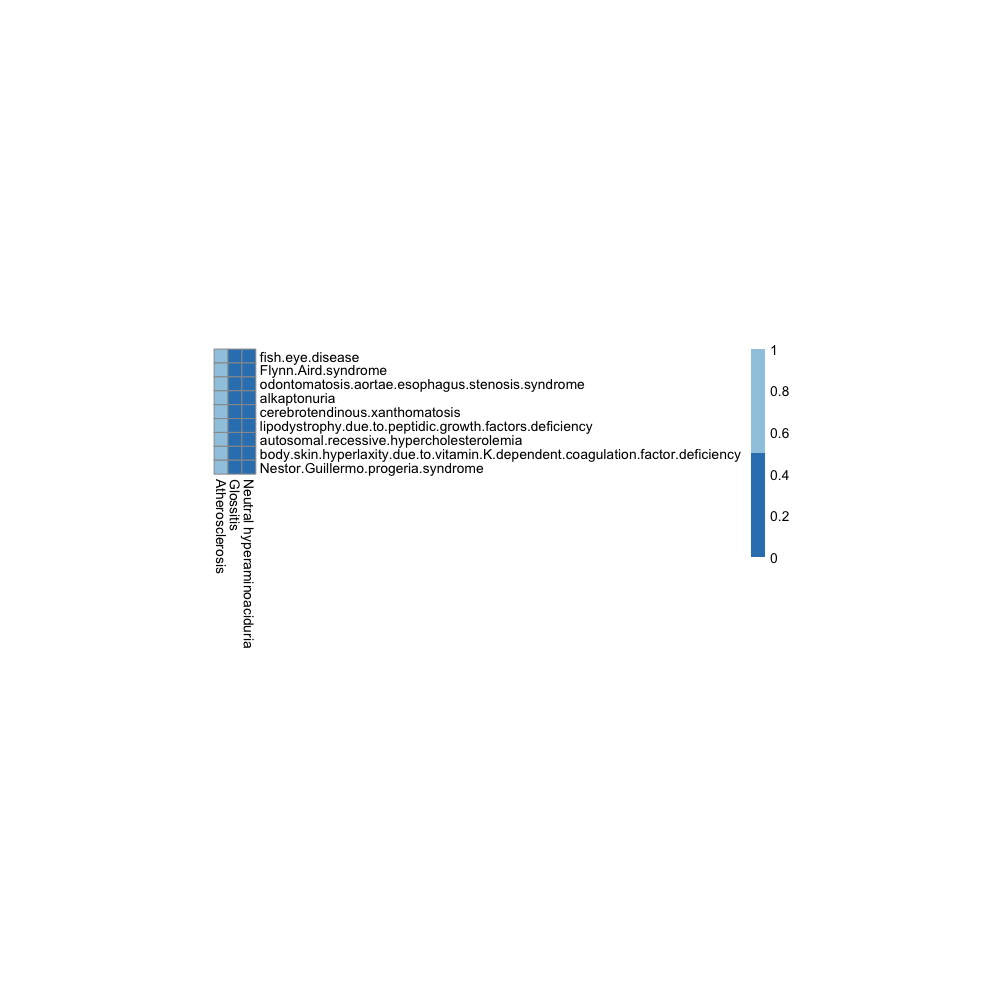 fish.eye.disease
Flynn.Aird.syndrome
odontomatosis.aortae.esophagus.stenosis.syndrome
alkaptonuria
cerebrotendinous.xanthomatosis
lipodystrophy.due.to.peptidic.growth.factors.deficiency
autosomal.recessive.hypercholesterolemia
body.skin.hyperlaxity.due.to.vitamin.K.dependent.coagulation.factor.deficiency
Nestor.Guillermo.progeria.syndrome
Atherosclerosis
Glossitis
Neutral hyperaminoaciduria
1
0.8
0.6
0.4
0.2
0